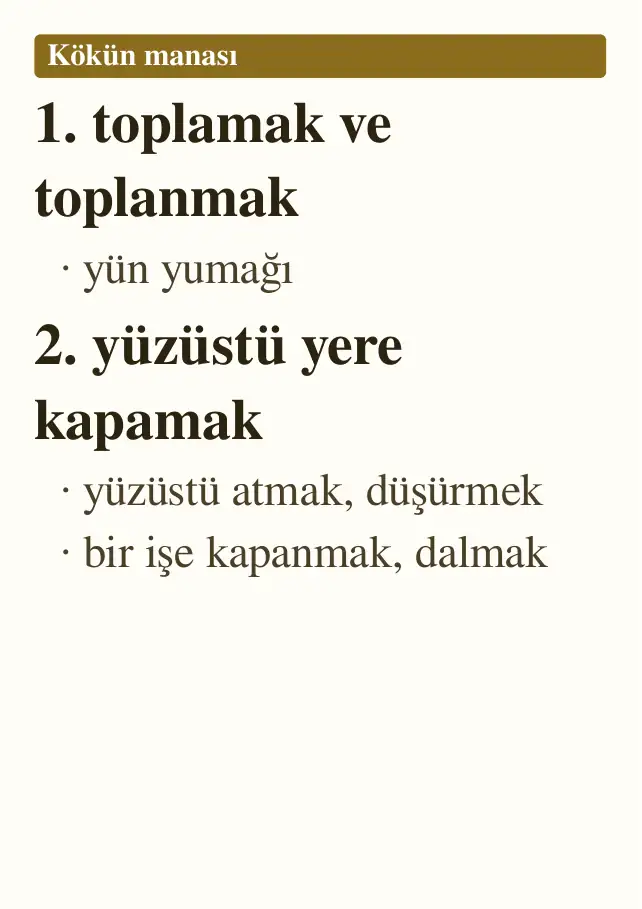 Kökün manası
1. toplamak ve
toplanmak
· yün yumağı
2. yüzüstü yere
kapamak
· yüzüstü atmak, düşürmek
· bir işe kapanmak, dalmak